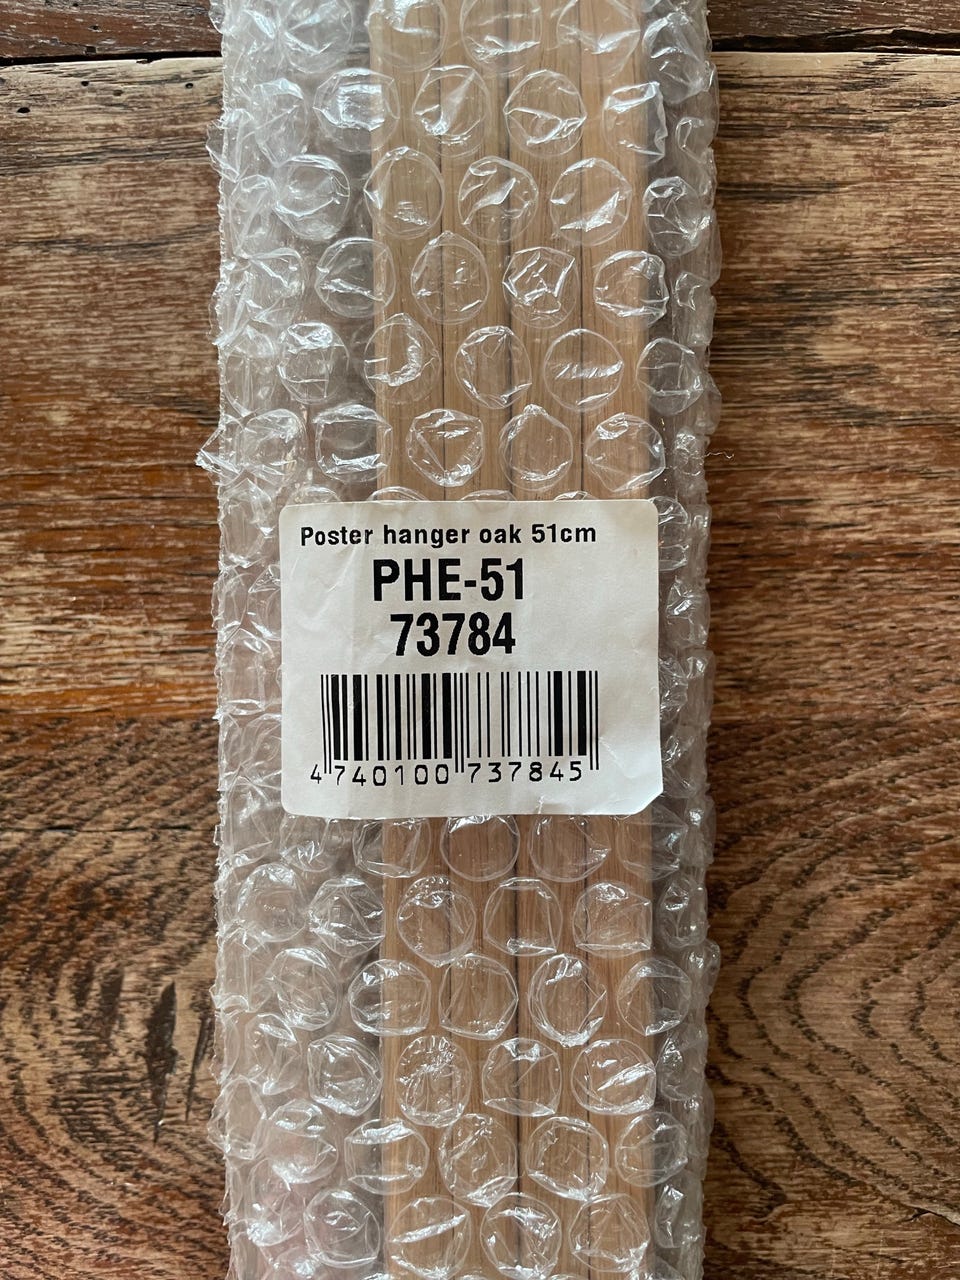 Poster hanger oak 51cm
PHE-51
73784
4 740100 737845